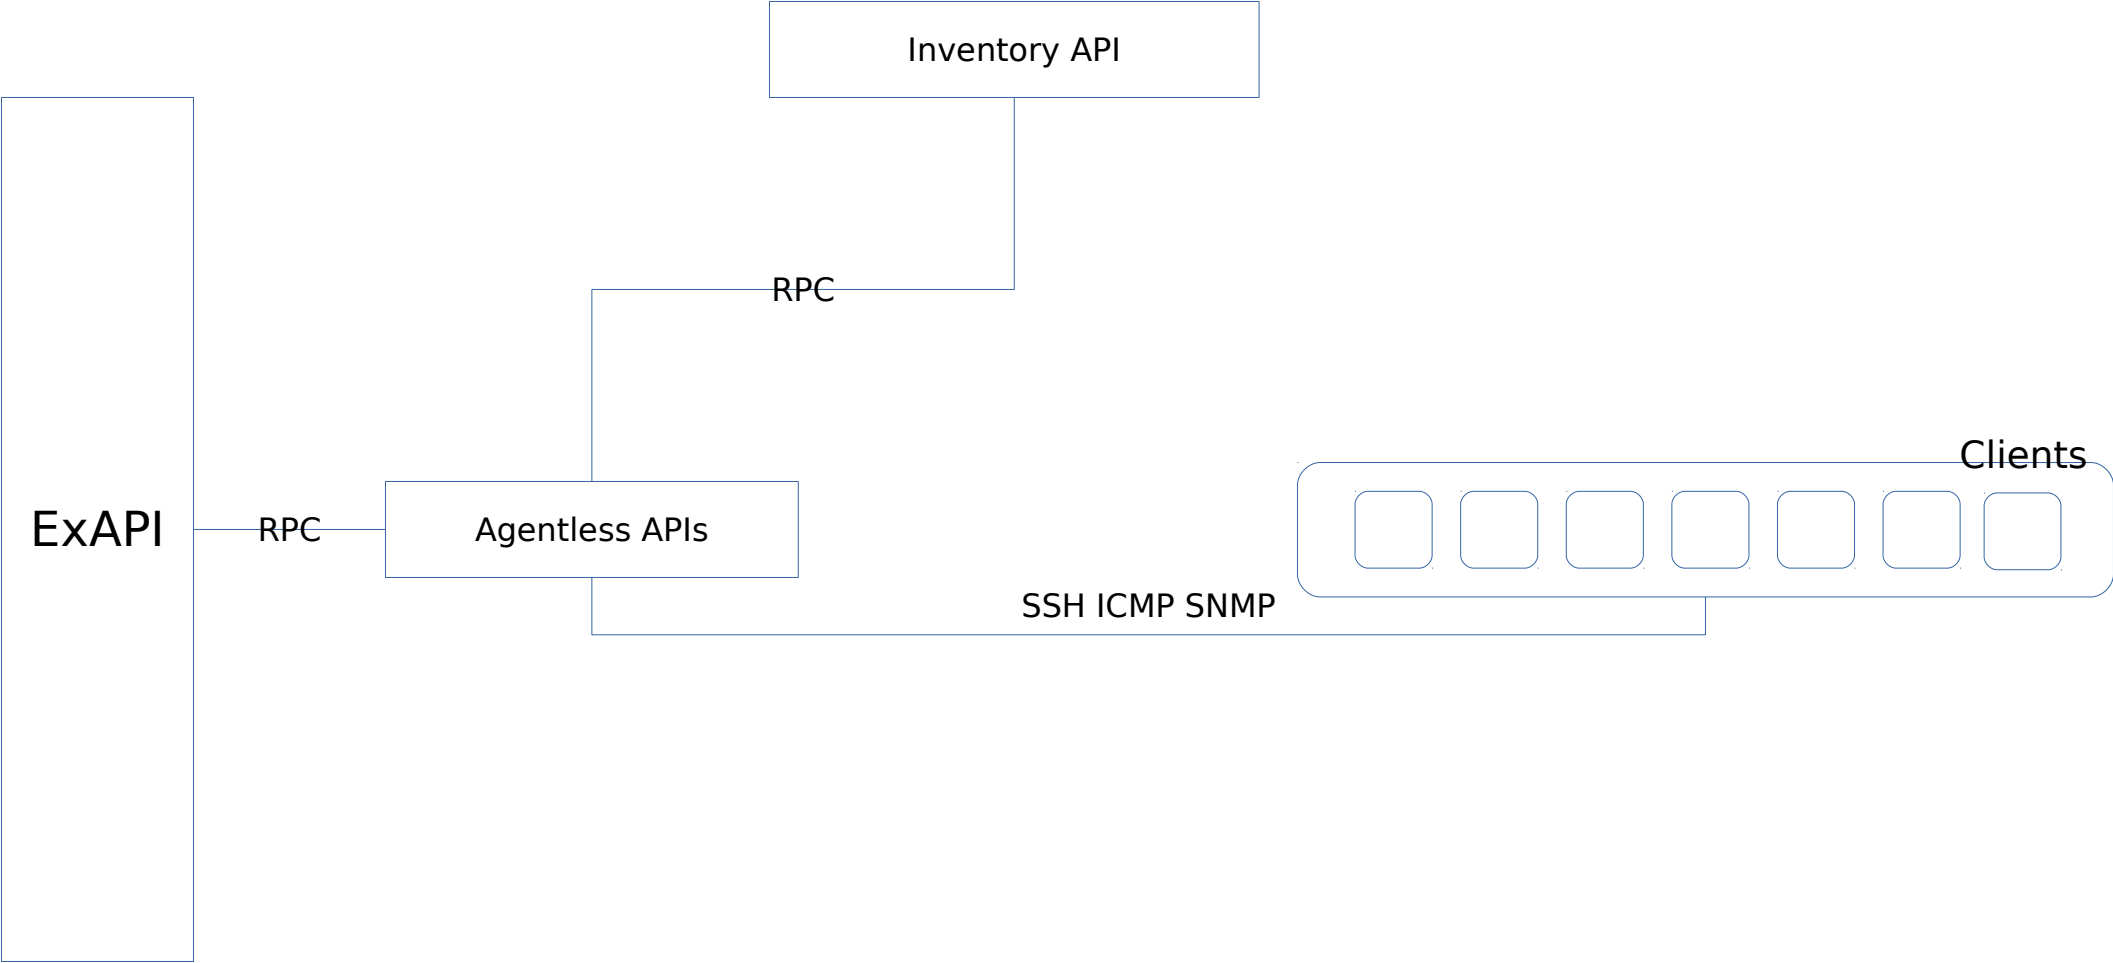 Inventory API
RPC
Clients
ExAPI
RPC
Agentless APIs
SSH ICMP SNMP